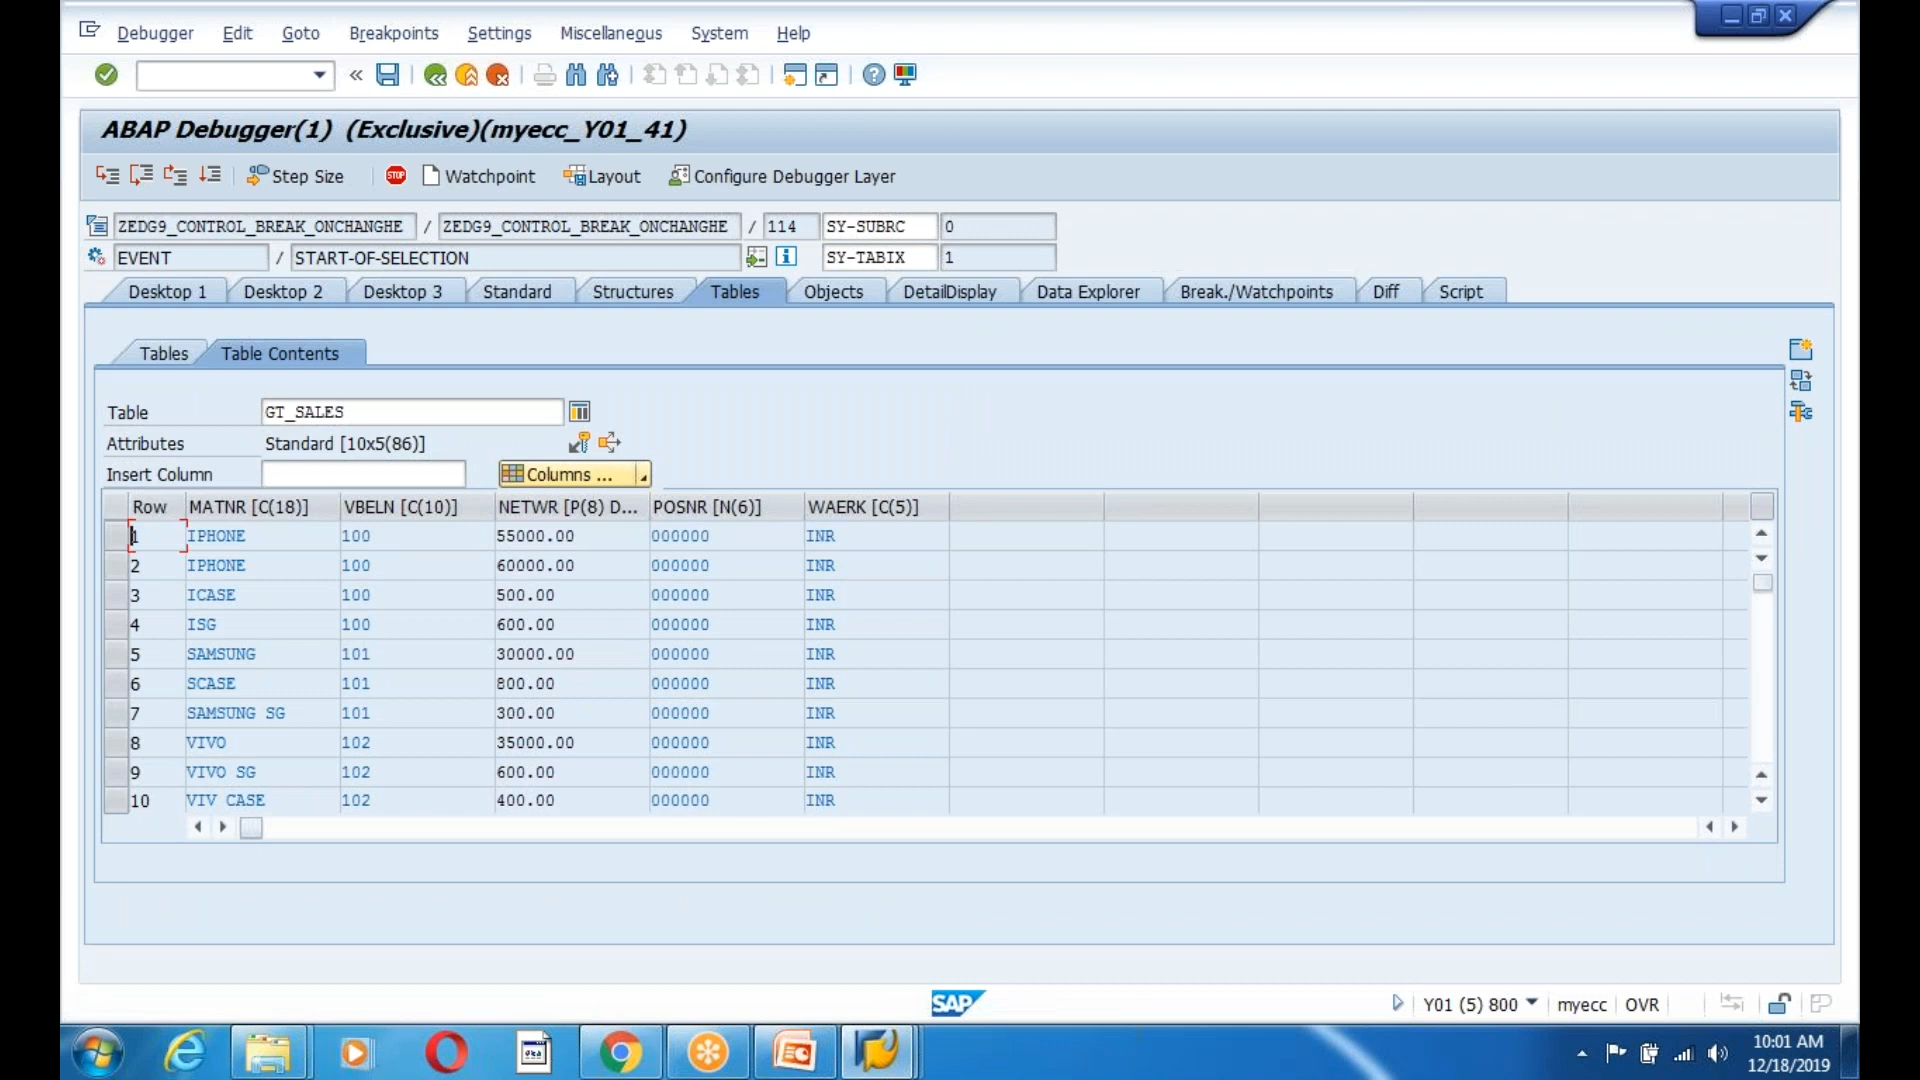 Debugger Edit Goto Breakpoints Settings Miscellaneous System Help
ABAP Debugger(1) (Exclusive)(myecc_Y01_41)
Step Size STOP Watchpoint Layout Configure Debugger Layer
ZEDG9_CONTROL_BREAK_ONCHANGHE / ZEDG9_CONTROL_BREAK_ONCHANGHE / 114 SY-SUBRC 0
EVENT / START-OF-SELECTION SY-TABIX 1
Desktop 1 Desktop 2 Desktop 3 Standard Structures Tables Objects DetailDisplay Data Explorer Break./Watchpoints Diff Script
Tables Table Contents
Table GT_SALES
Attributes Standard [10x5(86)]
Insert Column Columns ...
Row MATNR [C(18)] VBELN [C(10)] NETWR [P(8) D... POSNR [N(6)] WAERK [C(5)]
1 IPHONE 100 55000.00 000000 INR
2 IPHONE 100 60000.00 000000 INR
3 ICASE 100 500.00 000000 INR
4 ISG 100 600.00 000000 INR
5 SAMSUNG 101 30000.00 000000 INR
6 SCASE 101 800.00 000000 INR
7 SAMSUNG SG 101 300.00 000000 INR
8 VIVO 102 35000.00 000000 INR
9 VIVO SG 102 600.00 000000 INR
10 VIV CASE 102 400.00 000000 INR
SAP Y01 (5) 800 myecc OVR
10:01 AM
12/18/2019